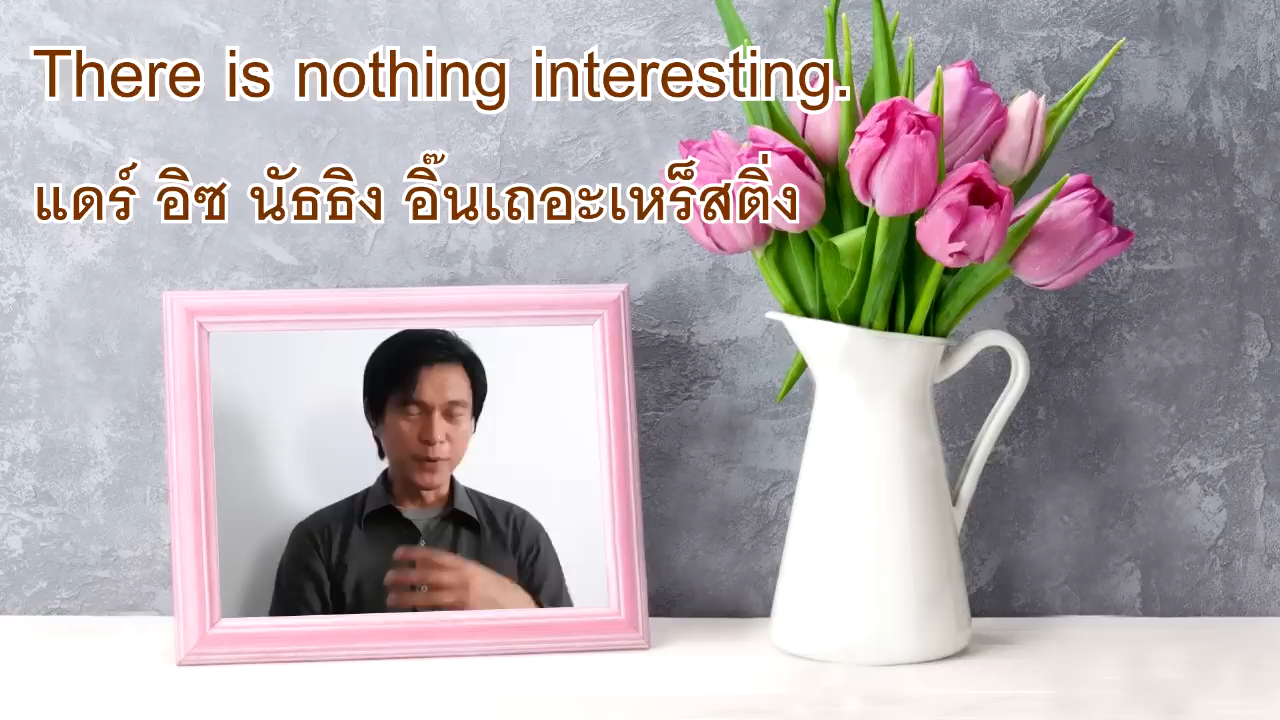 There is nothing interesting.
แดร์ อิซ นัธธิง อิ๊นเถอะเหร็สติ่ง